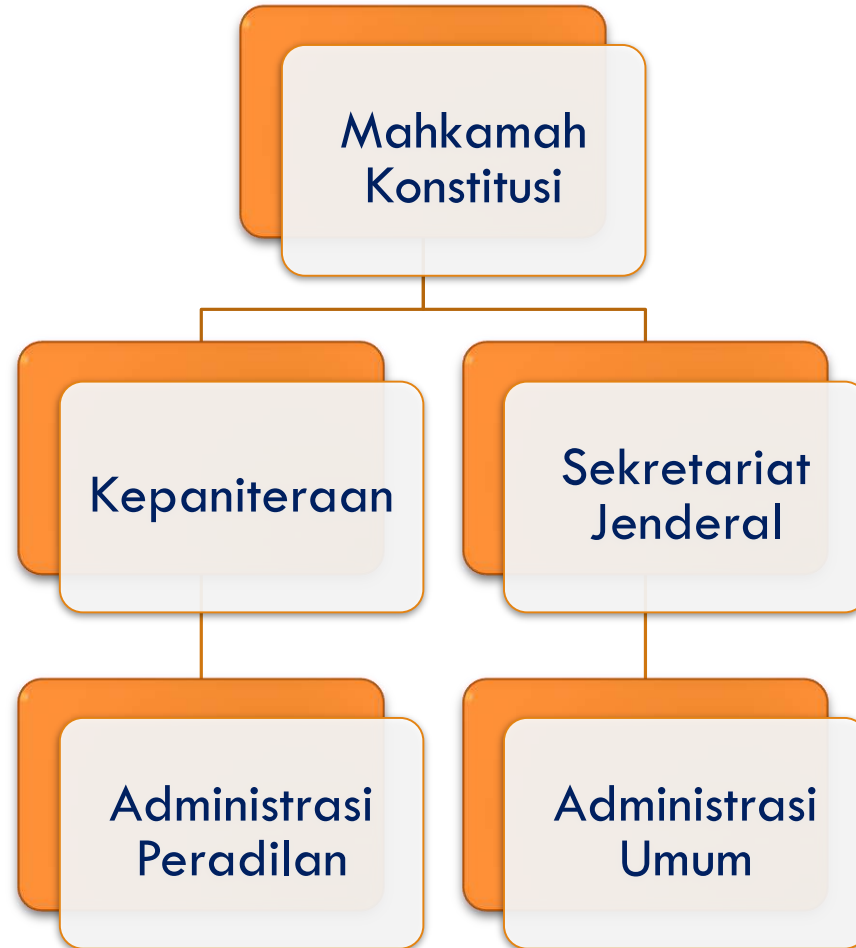 Mahkamah
Konstitusi
Kepaniteraan
Sekretariat
Jenderal
Administrasi
Peradilan
Administrasi
Umum